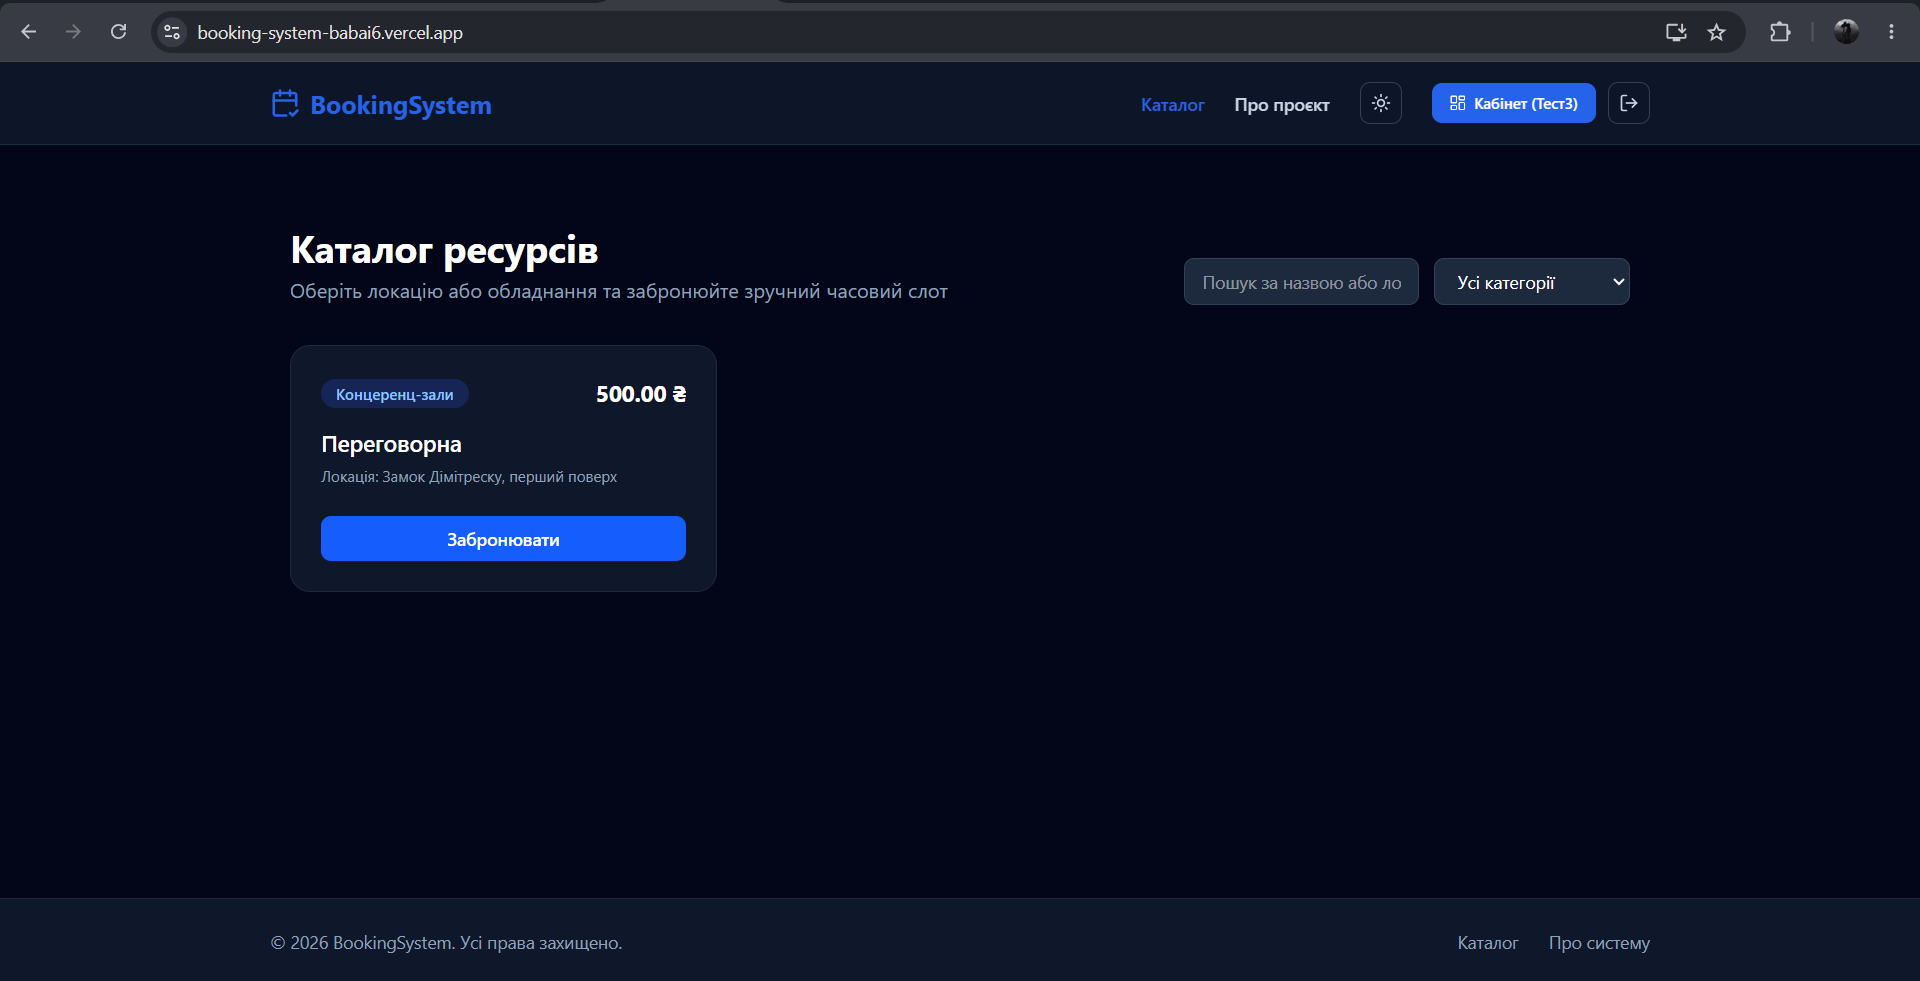 booking-system-babai6.vercel.app
BookingSystem
Каталог
Про проєкт
Кабінет (Тест3)
Каталог ресурсів
Оберіть локацію або обладнання та забронюйте зручний часовий слот
Пошук за назвою або ло
Усі категорії
Концеренц-зали
500.00 ₴
Переговорна
Локація: Замок Дімітреску, перший поверх
Забронювати
© 2026 BookingSystem. Усі права захищено.
Каталог
Про систему